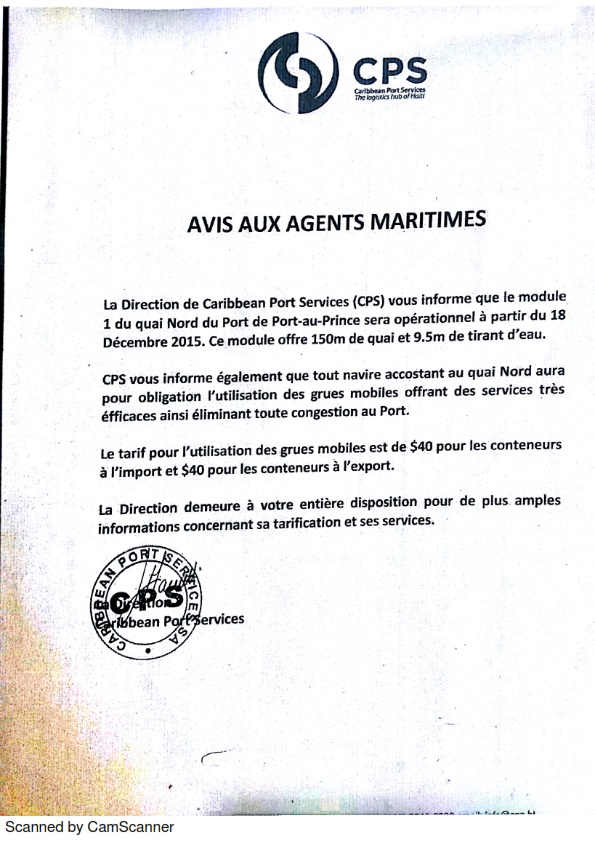 CPS
Caribbean Port Services
The logistics hub of Haiti
AVIS AUX AGENTS MARITIMES
La Direction de Caribbean Port Services (CPS) vous informe que le module
1 du quai Nord du Port de Port-au-Prince sera opérationnel à partir du 18
Décembre 2015. Ce module offre 150m de quai et 9.5m de tirant d'eau.
CPS vous informe également que tout navire accostant au quai Nord aura
pour obligation l'utilisation des grues mobiles offrant des services très
éfficaces ainsi éliminant toute congestion au Port.
Le tarif pour l'utilisation des grues mobiles est de $40 pour les conteneurs
à l'import et $40 pour les conteneurs à l'export.
La Direction demeure à votre entière disposition pour de plus amples
informations concernant sa tarification et ses services.
CARIBBEAN PORT SERVICES SA
CPS
La Direction
Caribbean Port Services
Scanned by CamScanner